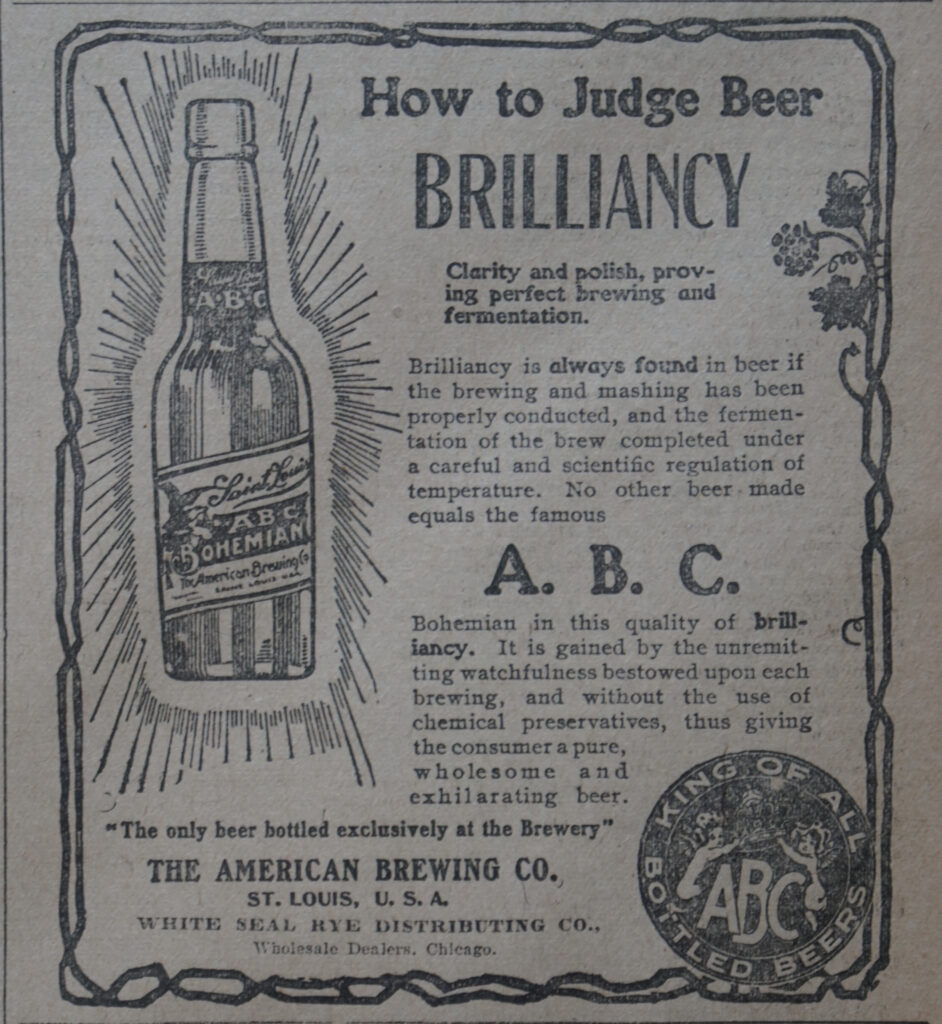 How to Judge Beer
BRILLIANCY
Clarity and polish, prov-
ing perfect brewing and
fermentation.
Brilliancy is always found in beer if
the brewing and mashing has been
properly conducted, and the fermen-
tation of the brew completed under
a careful and scientific regulation of
temperature. No other beer made
equals the famous
A. B. C.
Bohemian in this quality of brill-
iancy. It is gained by the unremit-
ting watchfulness bestowed upon each
brewing, and without the use of
chemical preservatives, thus giving
the consumer a pure,
wholesome and
exhilarating beer.
"The only beer bottled exclusively at the Brewery"
THE AMERICAN BREWING CO.
ST. LOUIS, U. S. A.
WHITE SEAL RYE DISTRIBUTING CO.,
Wholesale Dealers, Chicago.
A·B·C
Saint Louis
A B C
BOHEMIAN
The American Brewing Co
KING OF ALL
BOTTLED BEERS
ABC